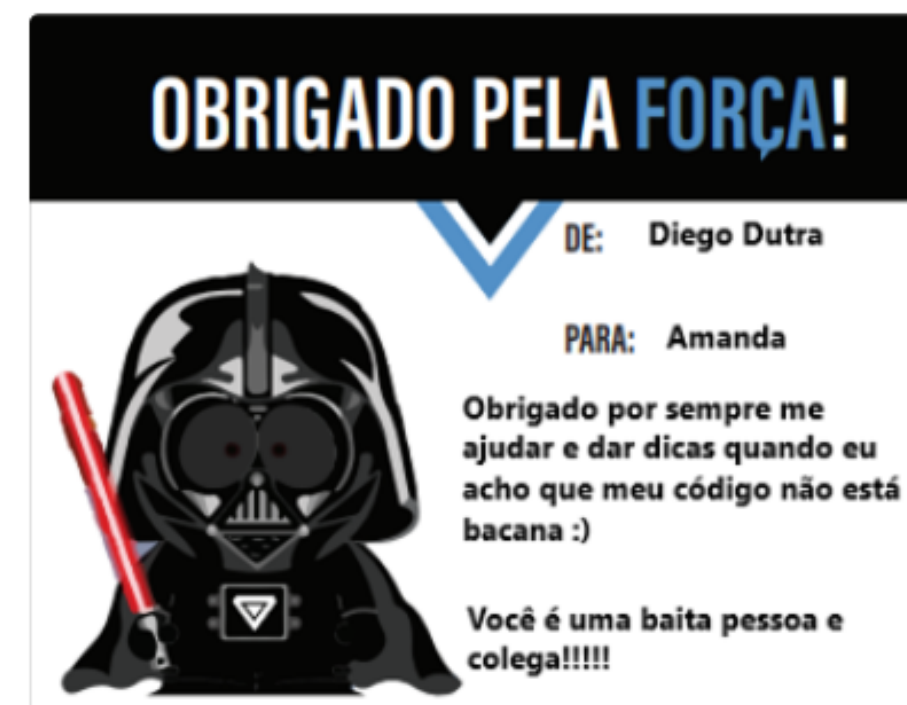 OBRIGADO PELA FORÇA!
DE: Diego Dutra
PARA: Amanda
Obrigado por sempre me
ajudar e dar dicas quando eu
acho que meu código não está
bacana :)
Você é uma baita pessoa e
colega!!!!!